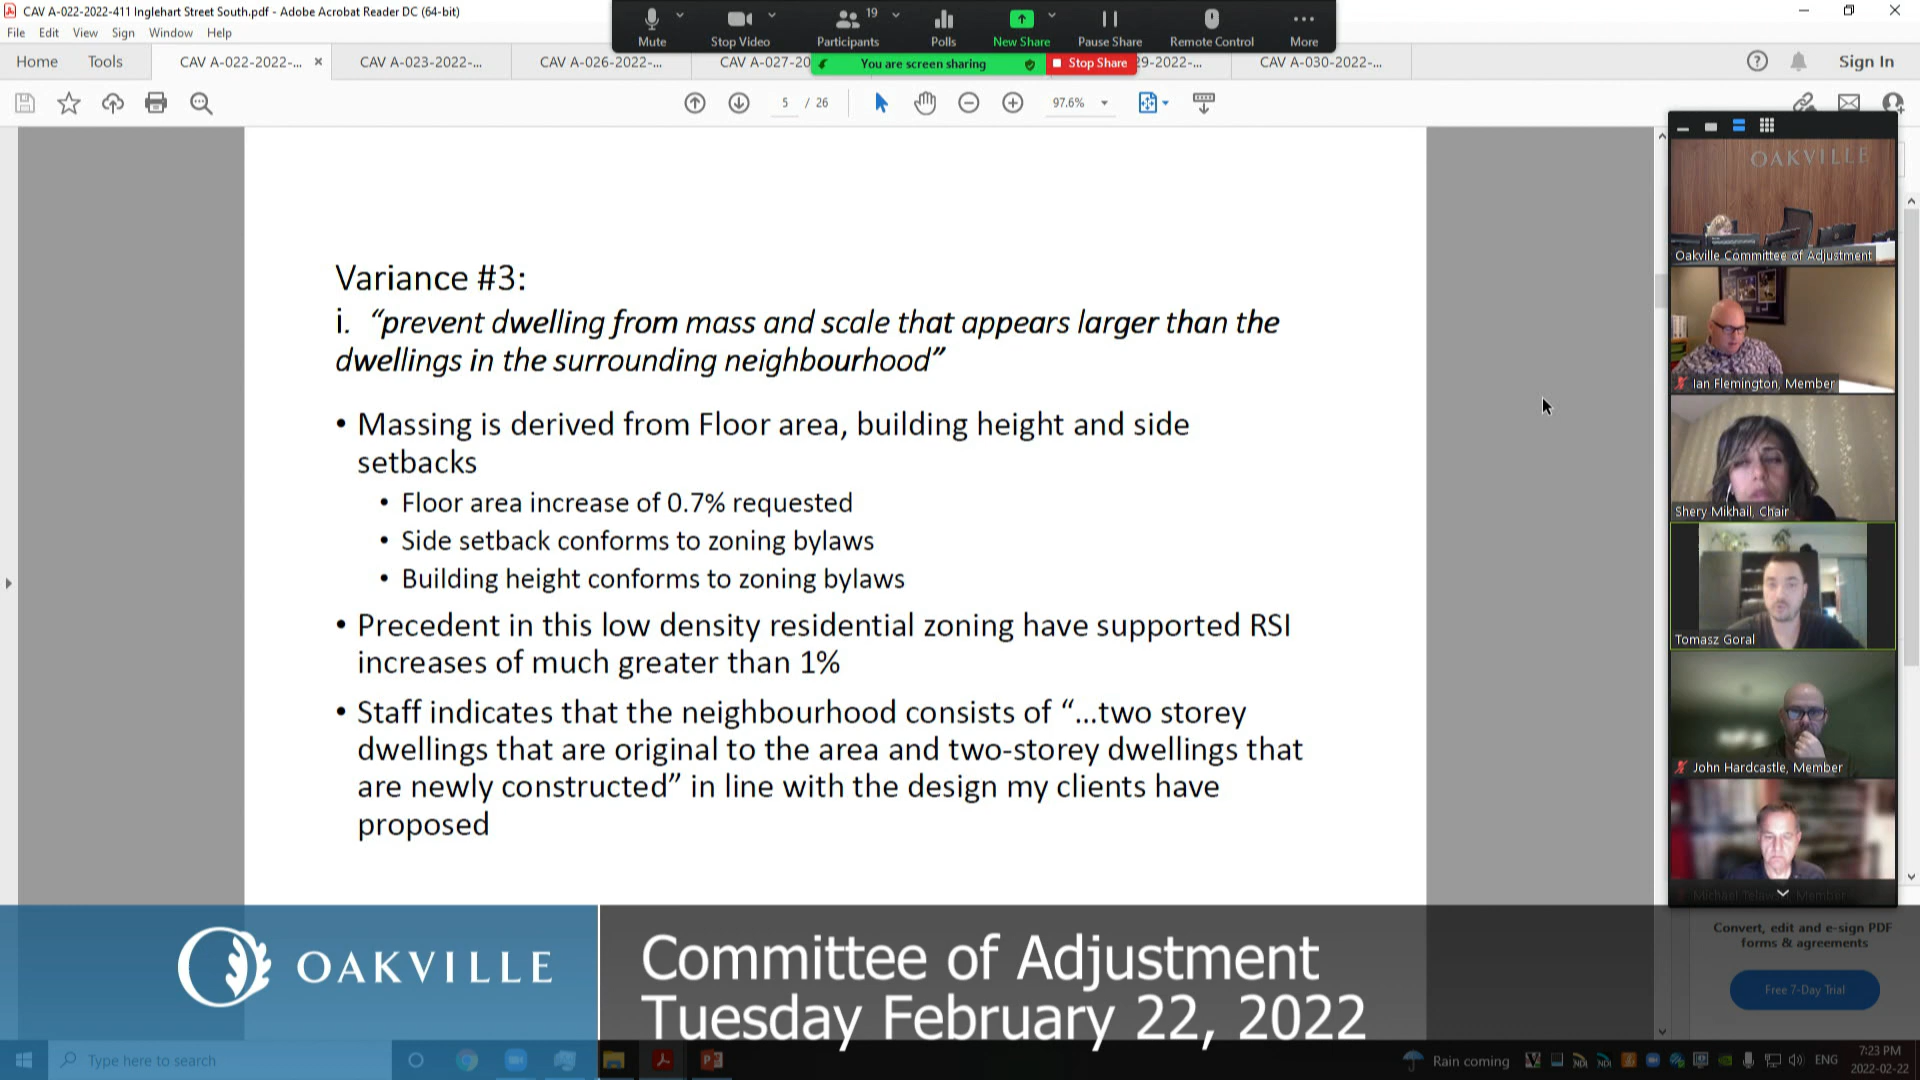 CAV A-022-2022-411 Inglehart Street South.pdf - Adobe Acrobat Reader DC (64-bit)
File Edit View Sign Window Help
Mute
Stop Video
19
Participants
Polls
New Share
Pause Share
Remote Control
More
You are screen sharing
Stop Share
Home
Tools
CAV A-022-2022-...
CAV A-023-2022-...
CAV A-026-2022-...
CAV A-027-20
29-2022-...
CAV A-030-2022-...
Sign In
5 / 26
97.6%
Variance #3:
i. “prevent dwelling from mass and scale that appears larger than the
dwellings in the surrounding neighbourhood”
• Massing is derived from Floor area, building height and side
setbacks
• Floor area increase of 0.7% requested
• Side setback conforms to zoning bylaws
• Building height conforms to zoning bylaws
• Precedent in this low density residential zoning have supported RSI
increases of much greater than 1%
• Staff indicates that the neighbourhood consists of “...two storey
dwellings that are original to the area and two-storey dwellings that
are newly constructed” in line with the design my clients have
proposed
OAKVILLE
Oakville Committee of Adjustment
Ian Flemington, Member
Shery Mikhail, Chair
Tomasz Goral
John Hardcastle, Member
Convert, edit and e-sign PDF
forms & agreements
Free 7-Day Trial
OAKVILLE
Committee of Adjustment
Tuesday February 22, 2022
Type here to search
Rain coming
ENG
7:23 PM
2022-02-22